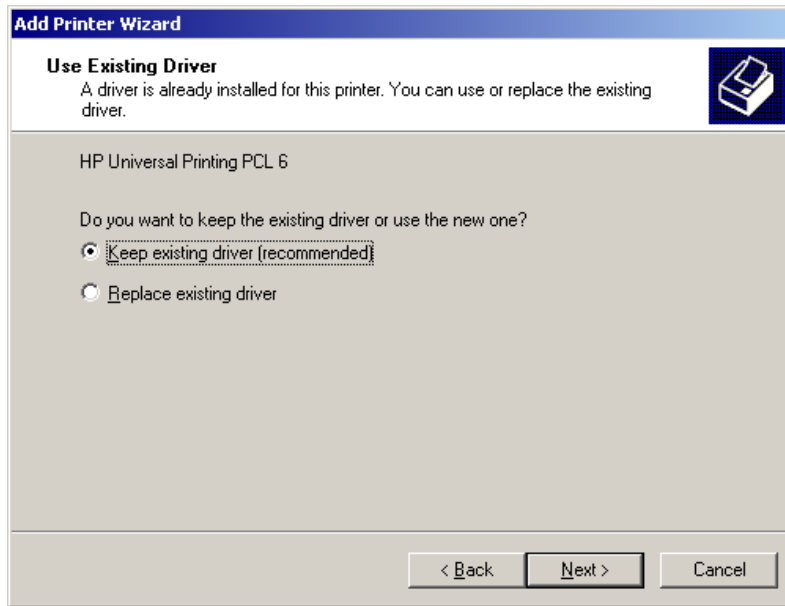 Add Printer Wizard
Use Existing Driver
A driver is already installed for this printer. You can use or replace the existing
driver.
HP Universal Printing PCL 6
Do you want to keep the existing driver or use the new one?
Keep existing driver (recommended)
Replace existing driver
< Back Next > Cancel